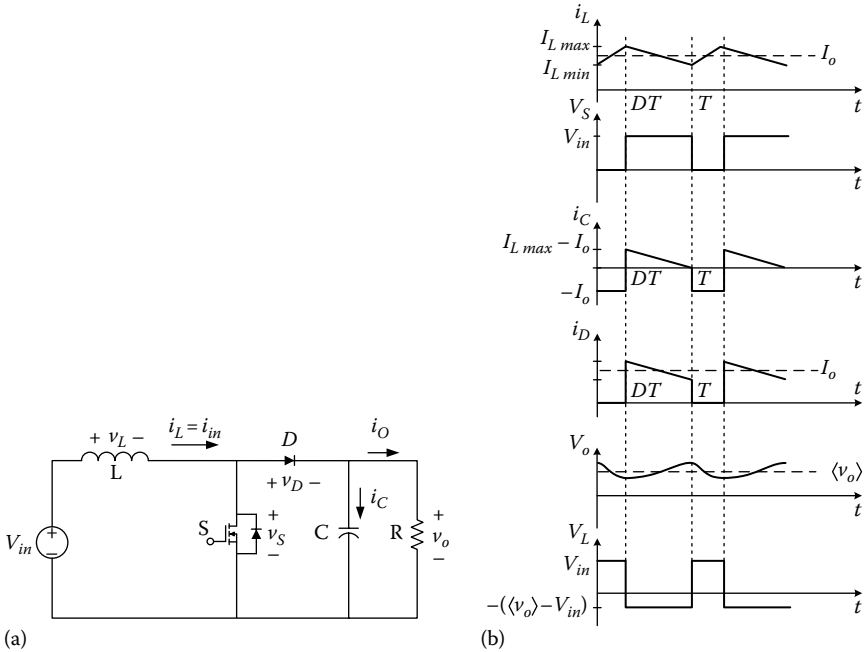 i_L = i_in
+ v_L −
L
D
i_O
+ v_D −
i_C
V_in
+
−
S
+
v_S
−
C
R
+
v_o
−
(a)
i_L
I_L max
I_L min
I_o
DT T t
V_S
V_in
t
i_C
I_L max − I_o
DT T
−I_o
t
i_D
I_o
DT T
t
V_o
⟨v_o⟩
t
V_L
V_in
−(⟨v_o⟩−V_in)
t
(b)